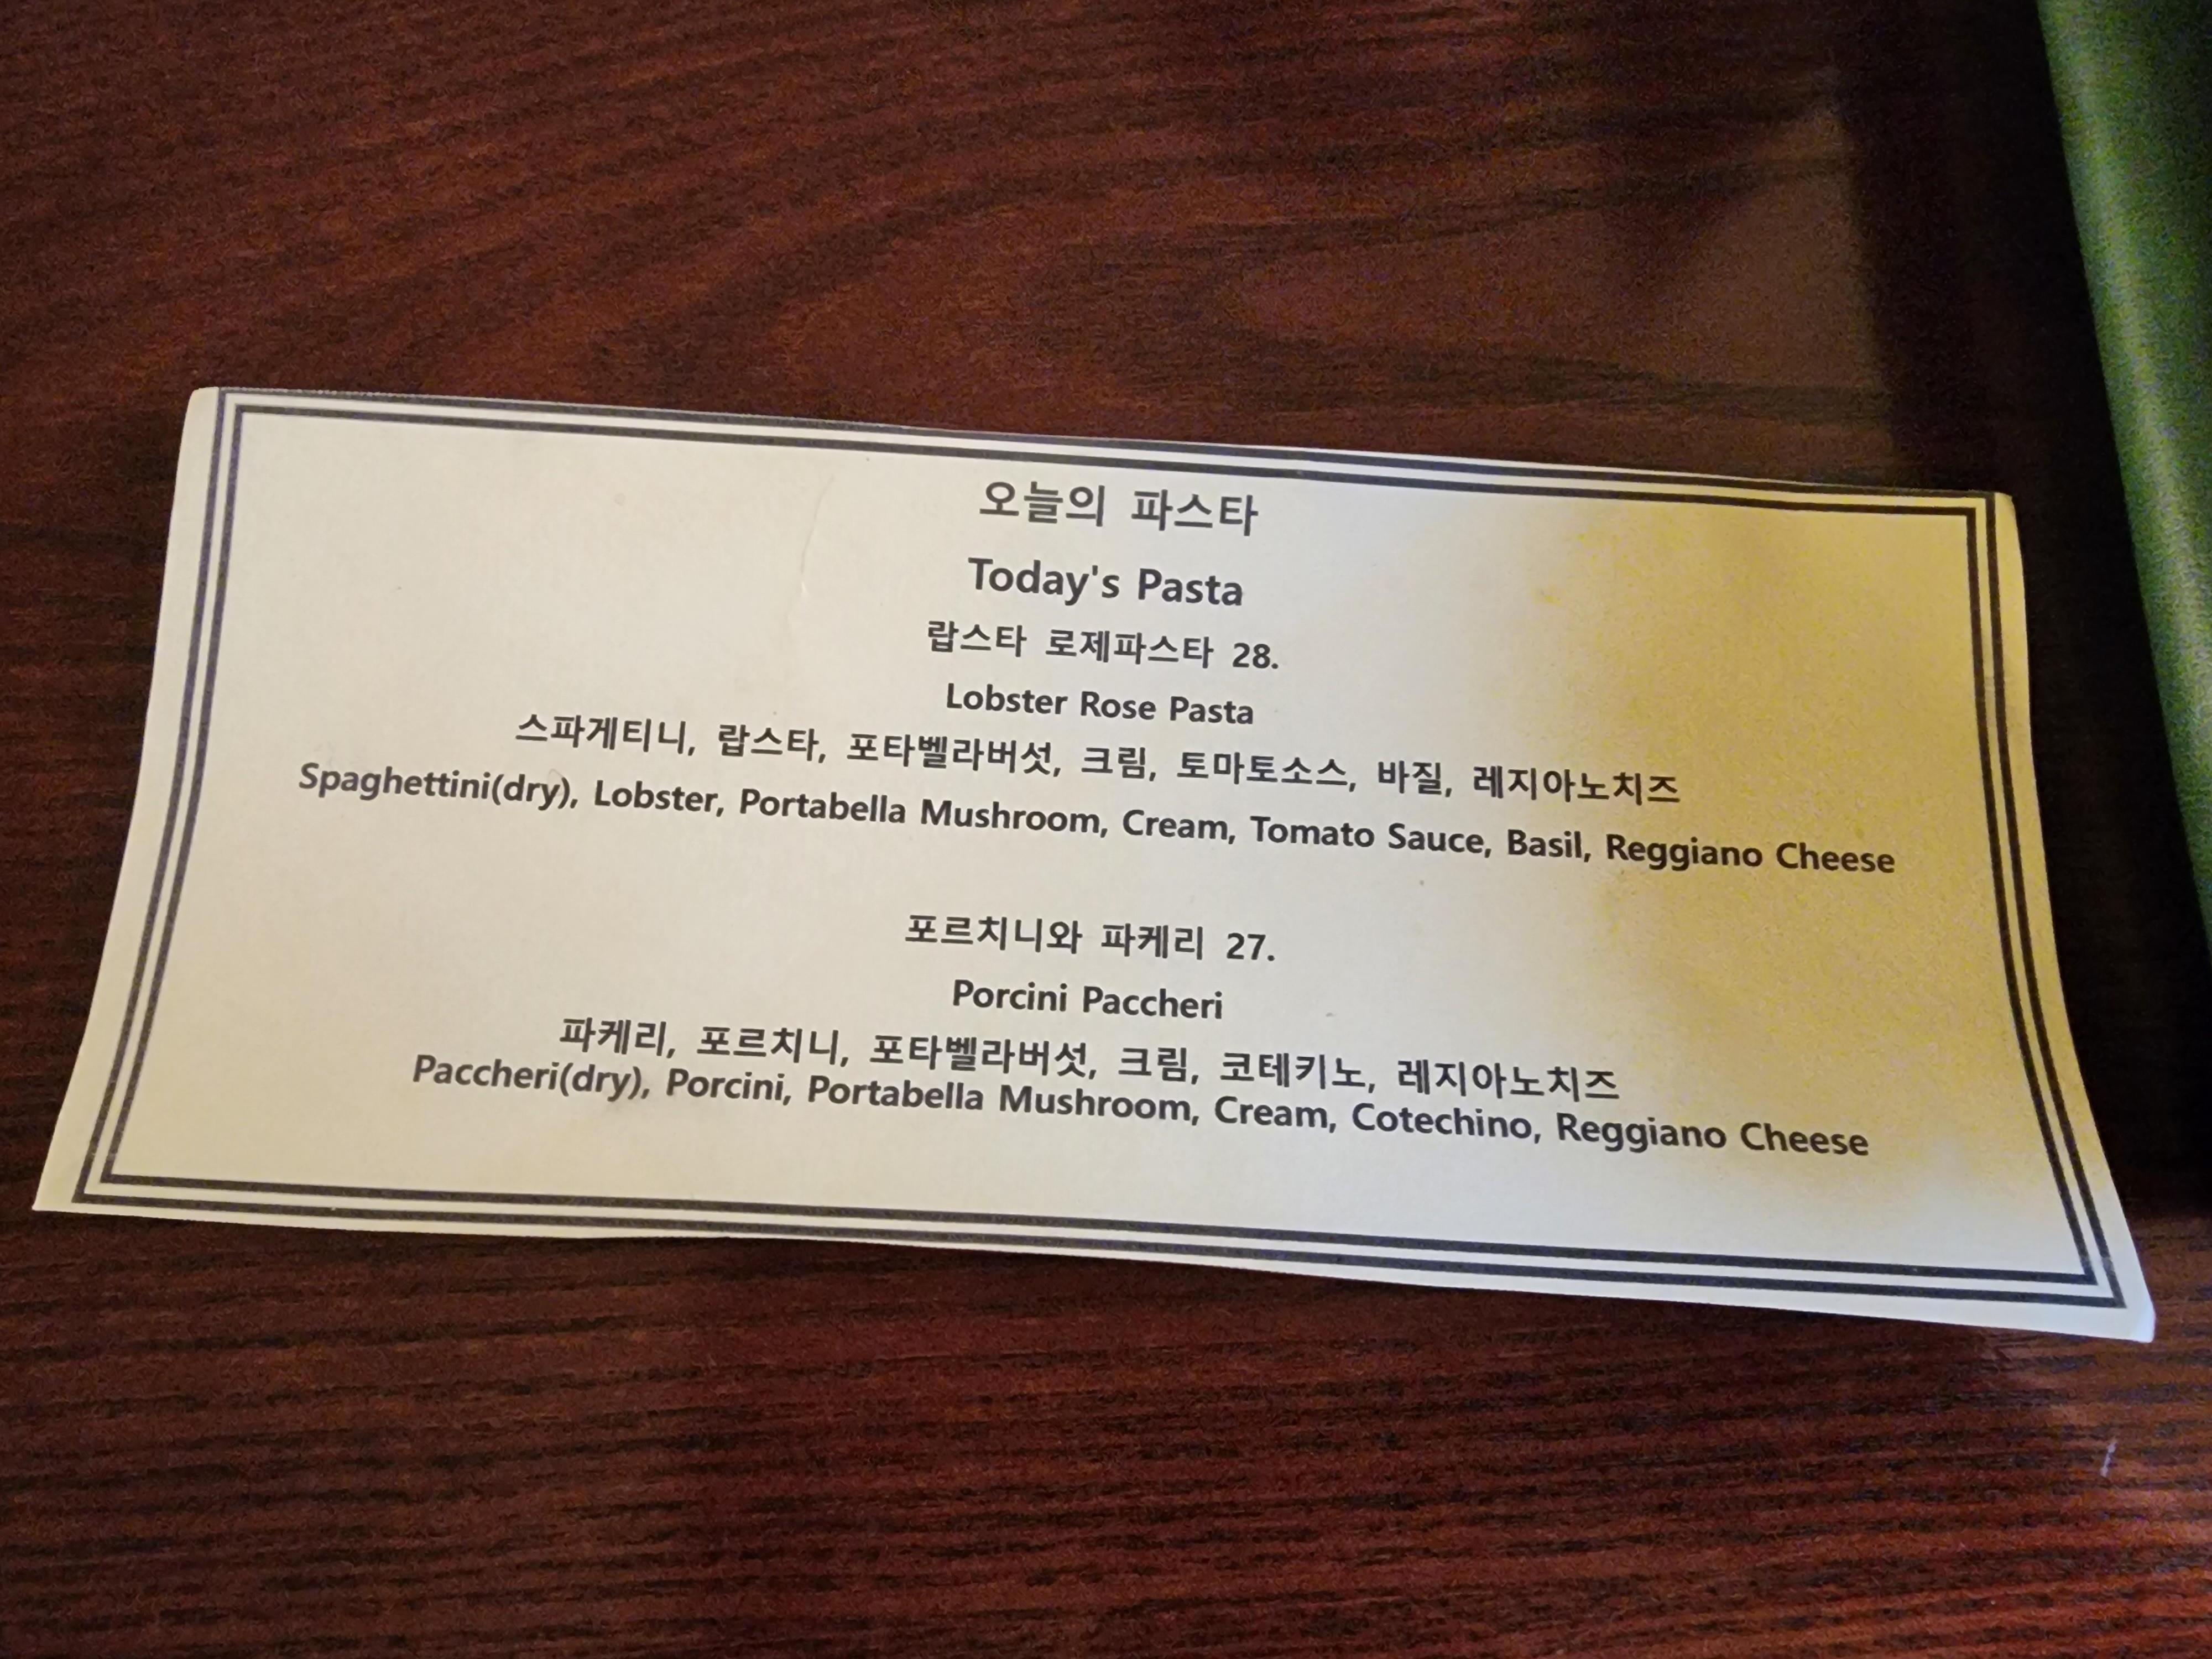 오늘의 파스타
Today's Pasta
랍스타 로제파스타 28.
Lobster Rose Pasta
스파게티니, 랍스타, 포타벨라버섯, 크림, 토마토소스, 바질, 레지아노치즈
Spaghettini(dry), Lobster, Portabella Mushroom, Cream, Tomato Sauce, Basil, Reggiano Cheese
포르치니와 파케리 27.
Porcini Paccheri
파케리, 포르치니, 포타벨라버섯, 크림, 코테키노, 레지아노치즈
Paccheri(dry), Porcini, Portabella Mushroom, Cream, Cotechino, Reggiano Cheese